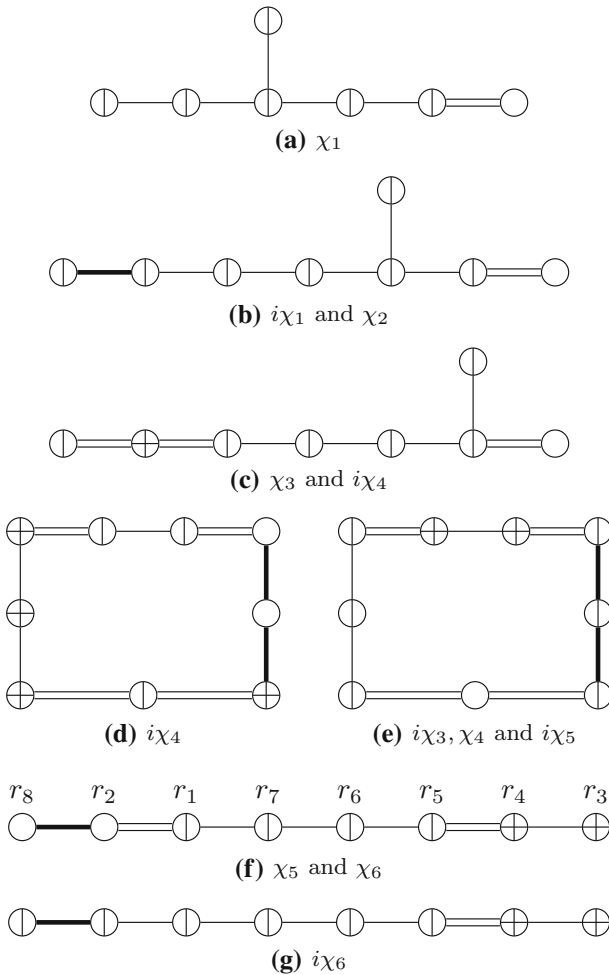 (a) χ₁
(b) iχ₁ and χ₂
(c) χ₃ and iχ₄
(d) iχ₄
(e) iχ₃, χ₄ and iχ₅
r₈ r₂ r₁ r₇ r₆ r₅ r₄ r₃
(f) χ₅ and χ₆
(g) iχ₆